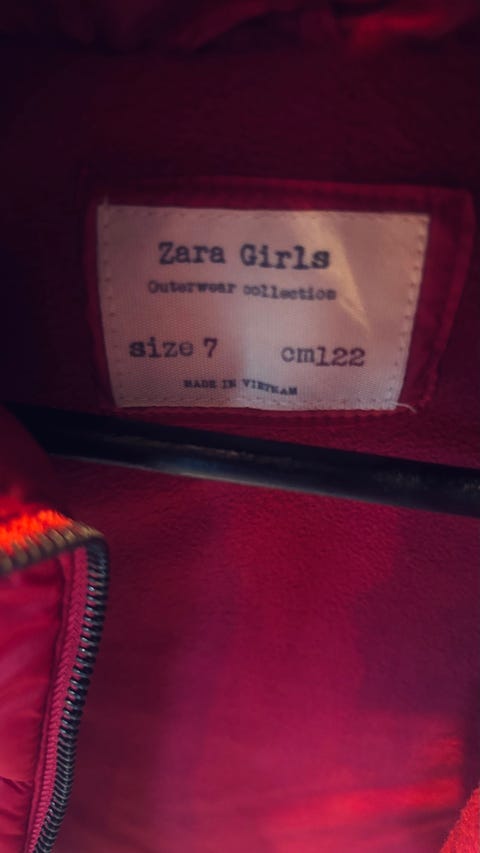 Zara Girls
Outerwear collection
size 7 cm122
MADE IN VIETNAM